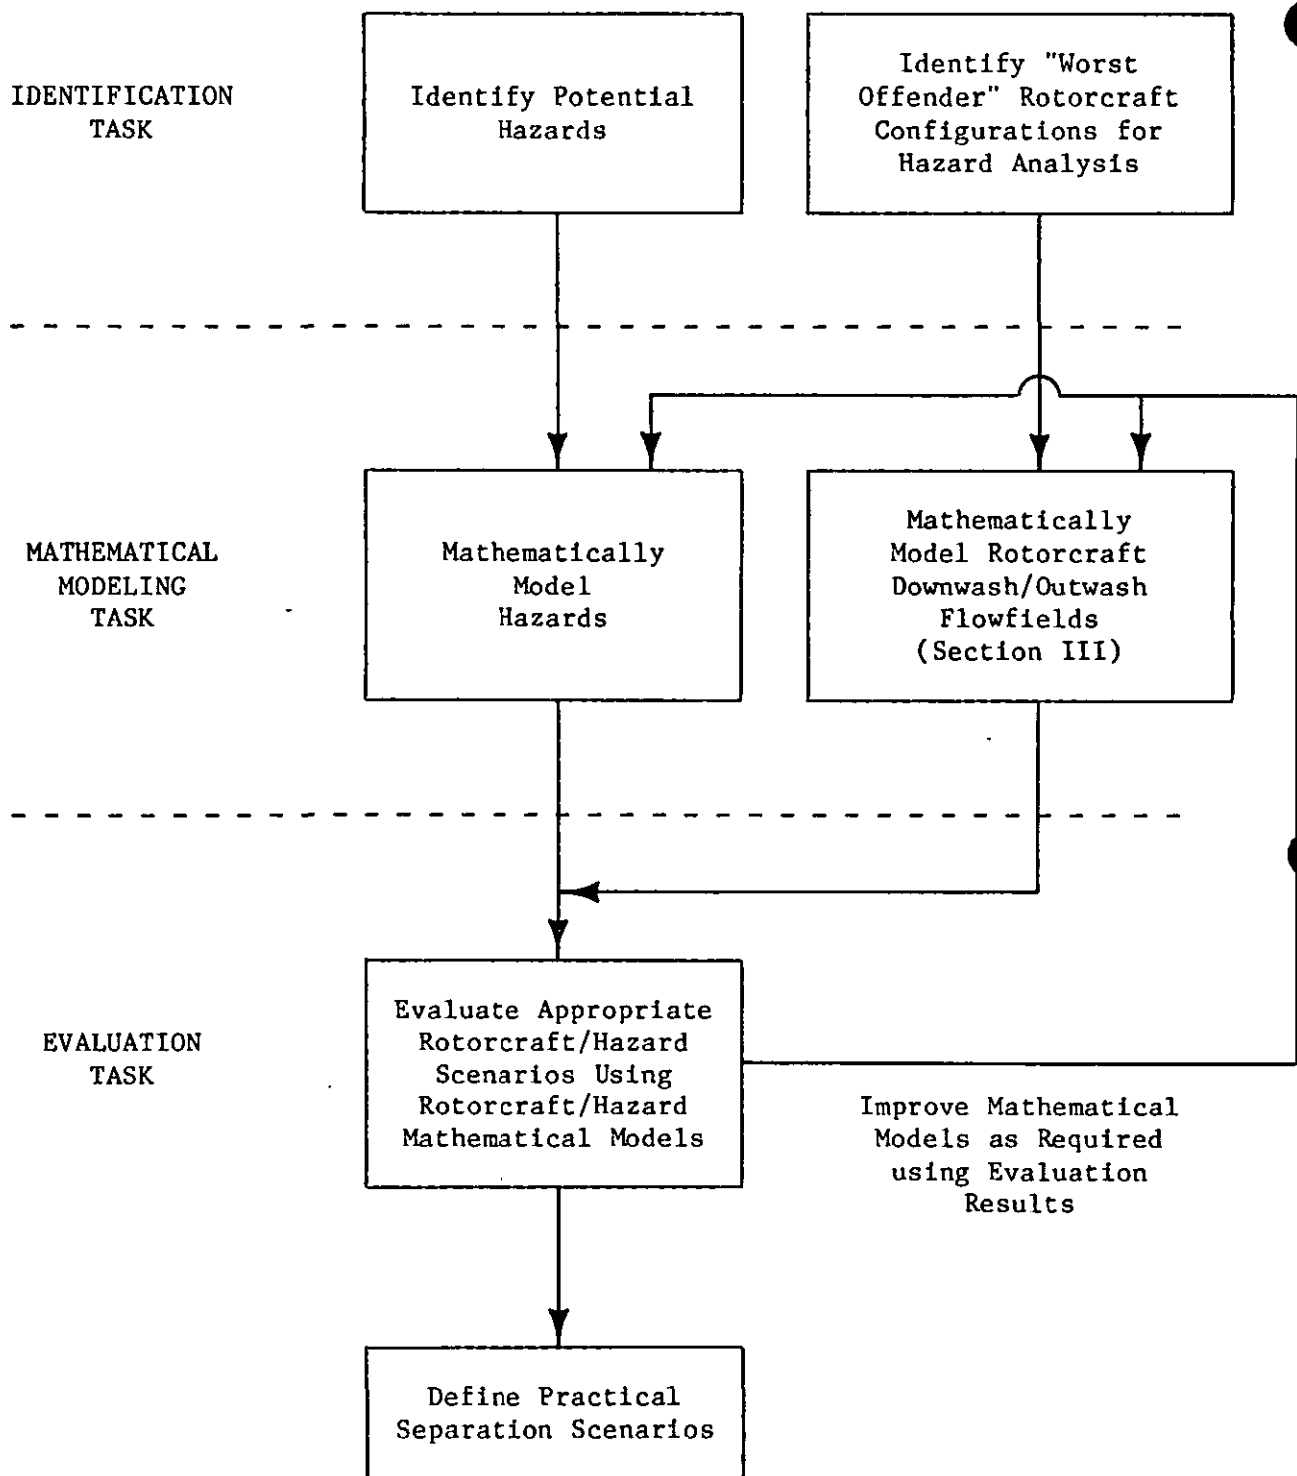 IDENTIFICATION
TASK
Identify Potential
Hazards
Identify "Worst
Offender" Rotorcraft
Configurations for
Hazard Analysis
MATHEMATICAL
MODELING
TASK
Mathematically
Model
Hazards
Mathematically
Model Rotorcraft
Downwash/Outwash
Flowfields
(Section III)
EVALUATION
TASK
Evaluate Appropriate
Rotorcraft/Hazard
Scenarios Using
Rotorcraft/Hazard
Mathematical Models
Improve Mathematical
Models as Required
using Evaluation
Results
Define Practical
Separation Scenarios